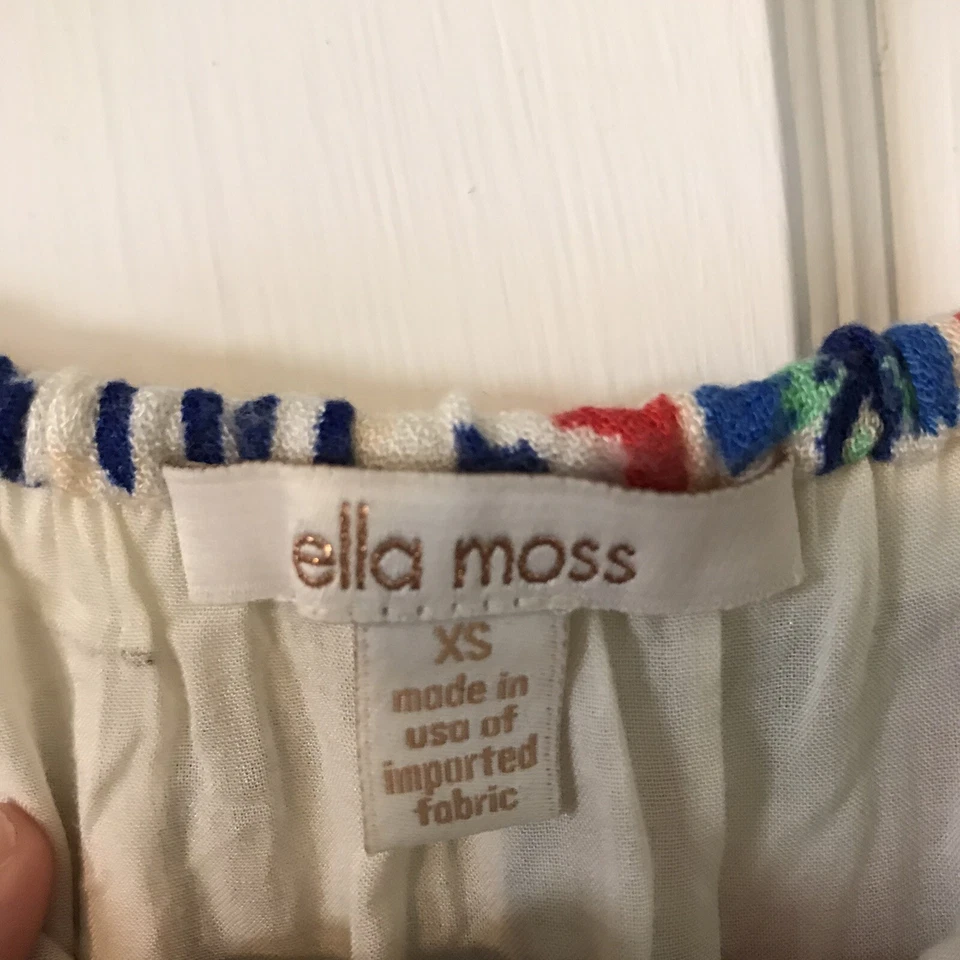 ella moss
XS
made in
usa of
imported
fabric